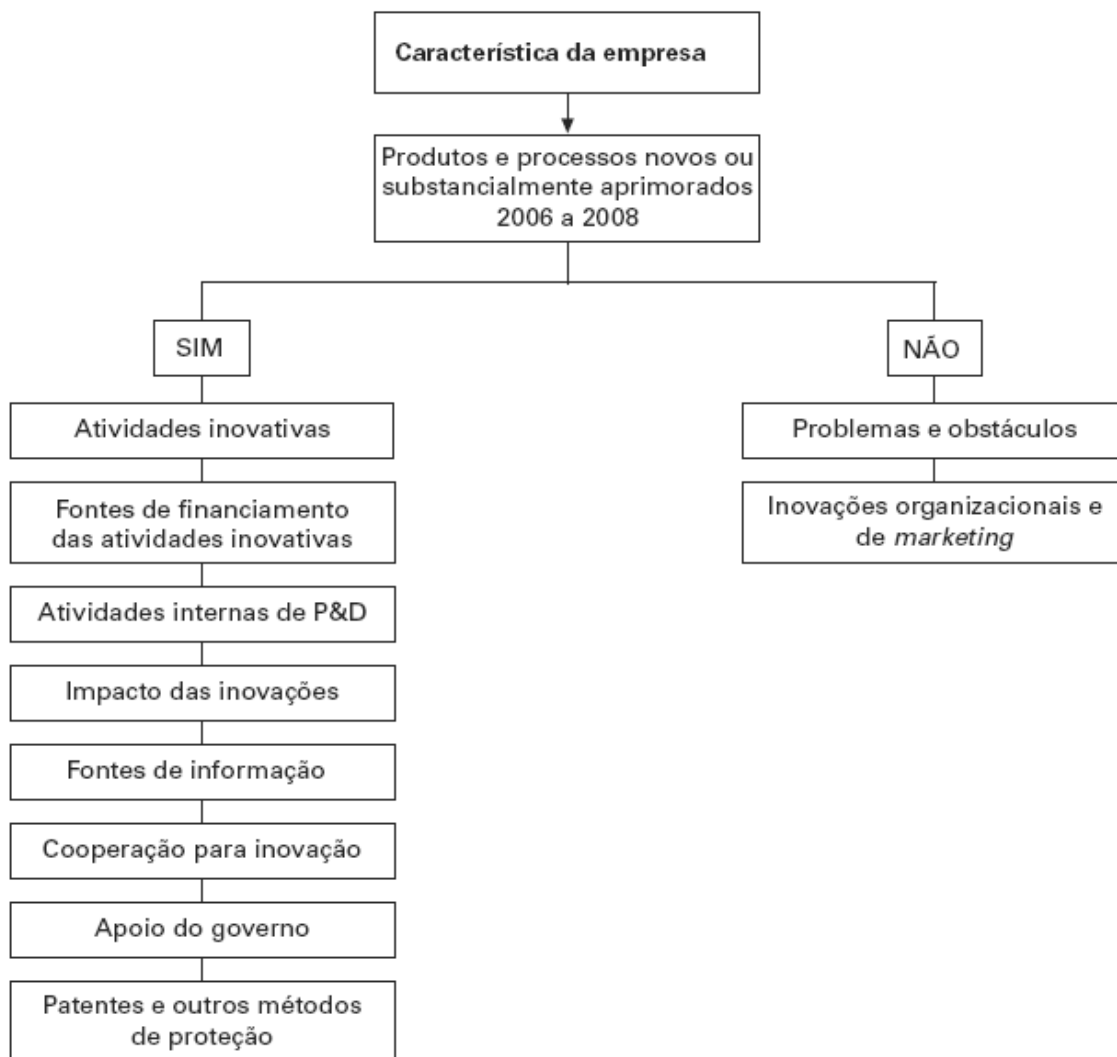 Característica da empresa
Produtos e processos novos ou
substancialmente aprimorados
2006 a 2008
SIM
Atividades inovativas
Fontes de financiamento
das atividades inovativas
Atividades internas de P&D
Impacto das inovações
Fontes de informação
Cooperação para inovação
Apoio do governo
Patentes e outros métodos
de proteção
NÃO
Problemas e obstáculos
Inovações organizacionais e
de marketing